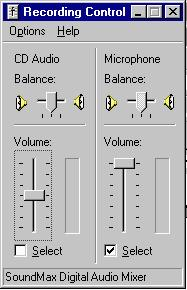 Recording Control
Options Help
CD Audio Microphone
Balance: Balance:
Volume: Volume:
Select Select
SoundMax Digital Audio Mixer